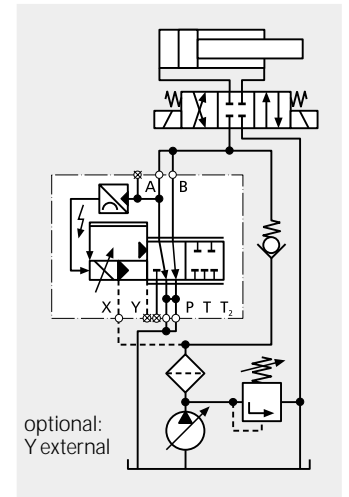 A B
X Y P T T₂
optional:
Y external